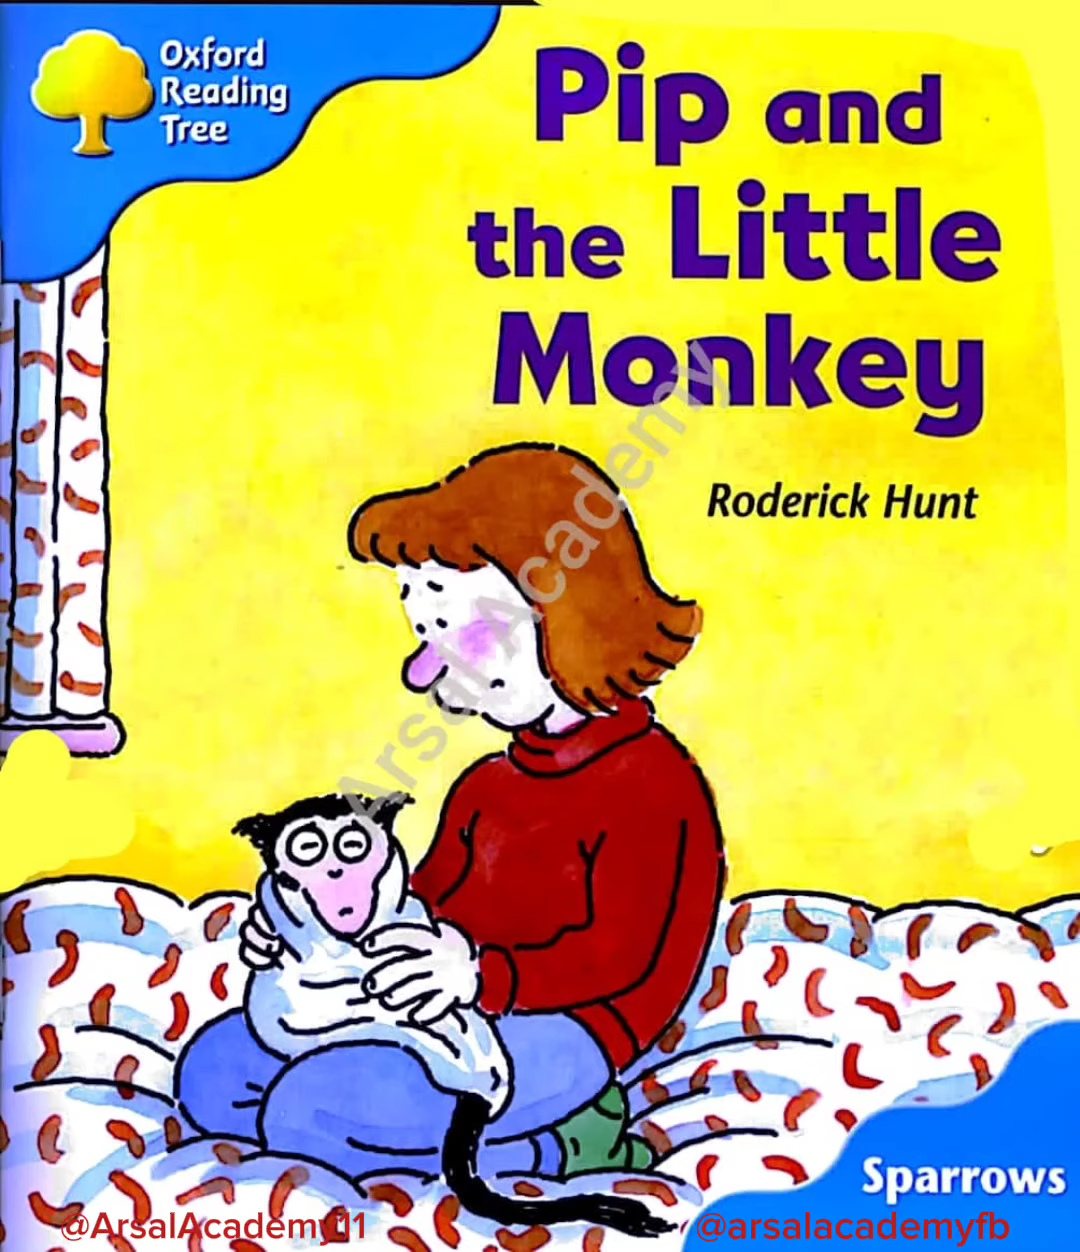 Oxford
Reading
Tree
Pip and
the Little
Monkey
Roderick Hunt
Arsal Academy
Sparrows
@ArsalAcademy11
@arsalacademyfb